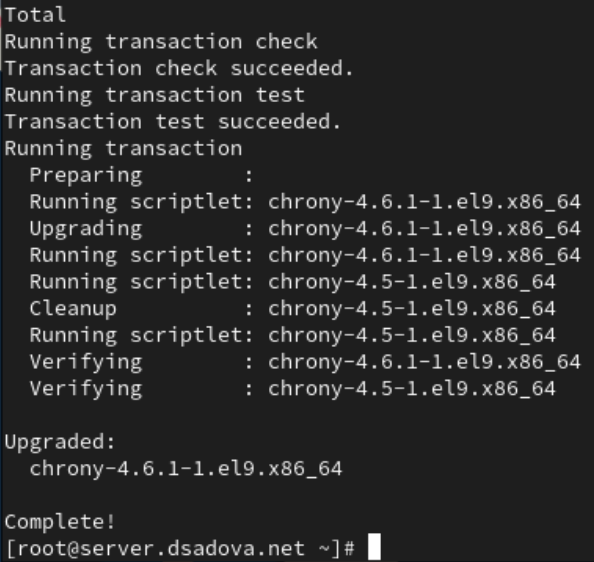 Total
Running transaction check
Transaction check succeeded.
Running transaction test
Transaction test succeeded.
Running transaction
  Preparing        :
  Running scriptlet: chrony-4.6.1-1.el9.x86_64
  Upgrading        : chrony-4.6.1-1.el9.x86_64
  Running scriptlet: chrony-4.6.1-1.el9.x86_64
  Running scriptlet: chrony-4.5-1.el9.x86_64
  Cleanup          : chrony-4.5-1.el9.x86_64
  Running scriptlet: chrony-4.5-1.el9.x86_64
  Verifying        : chrony-4.6.1-1.el9.x86_64
  Verifying        : chrony-4.5-1.el9.x86_64

Upgraded:
  chrony-4.6.1-1.el9.x86_64

Complete!
[root@server.dsadova.net ~]#